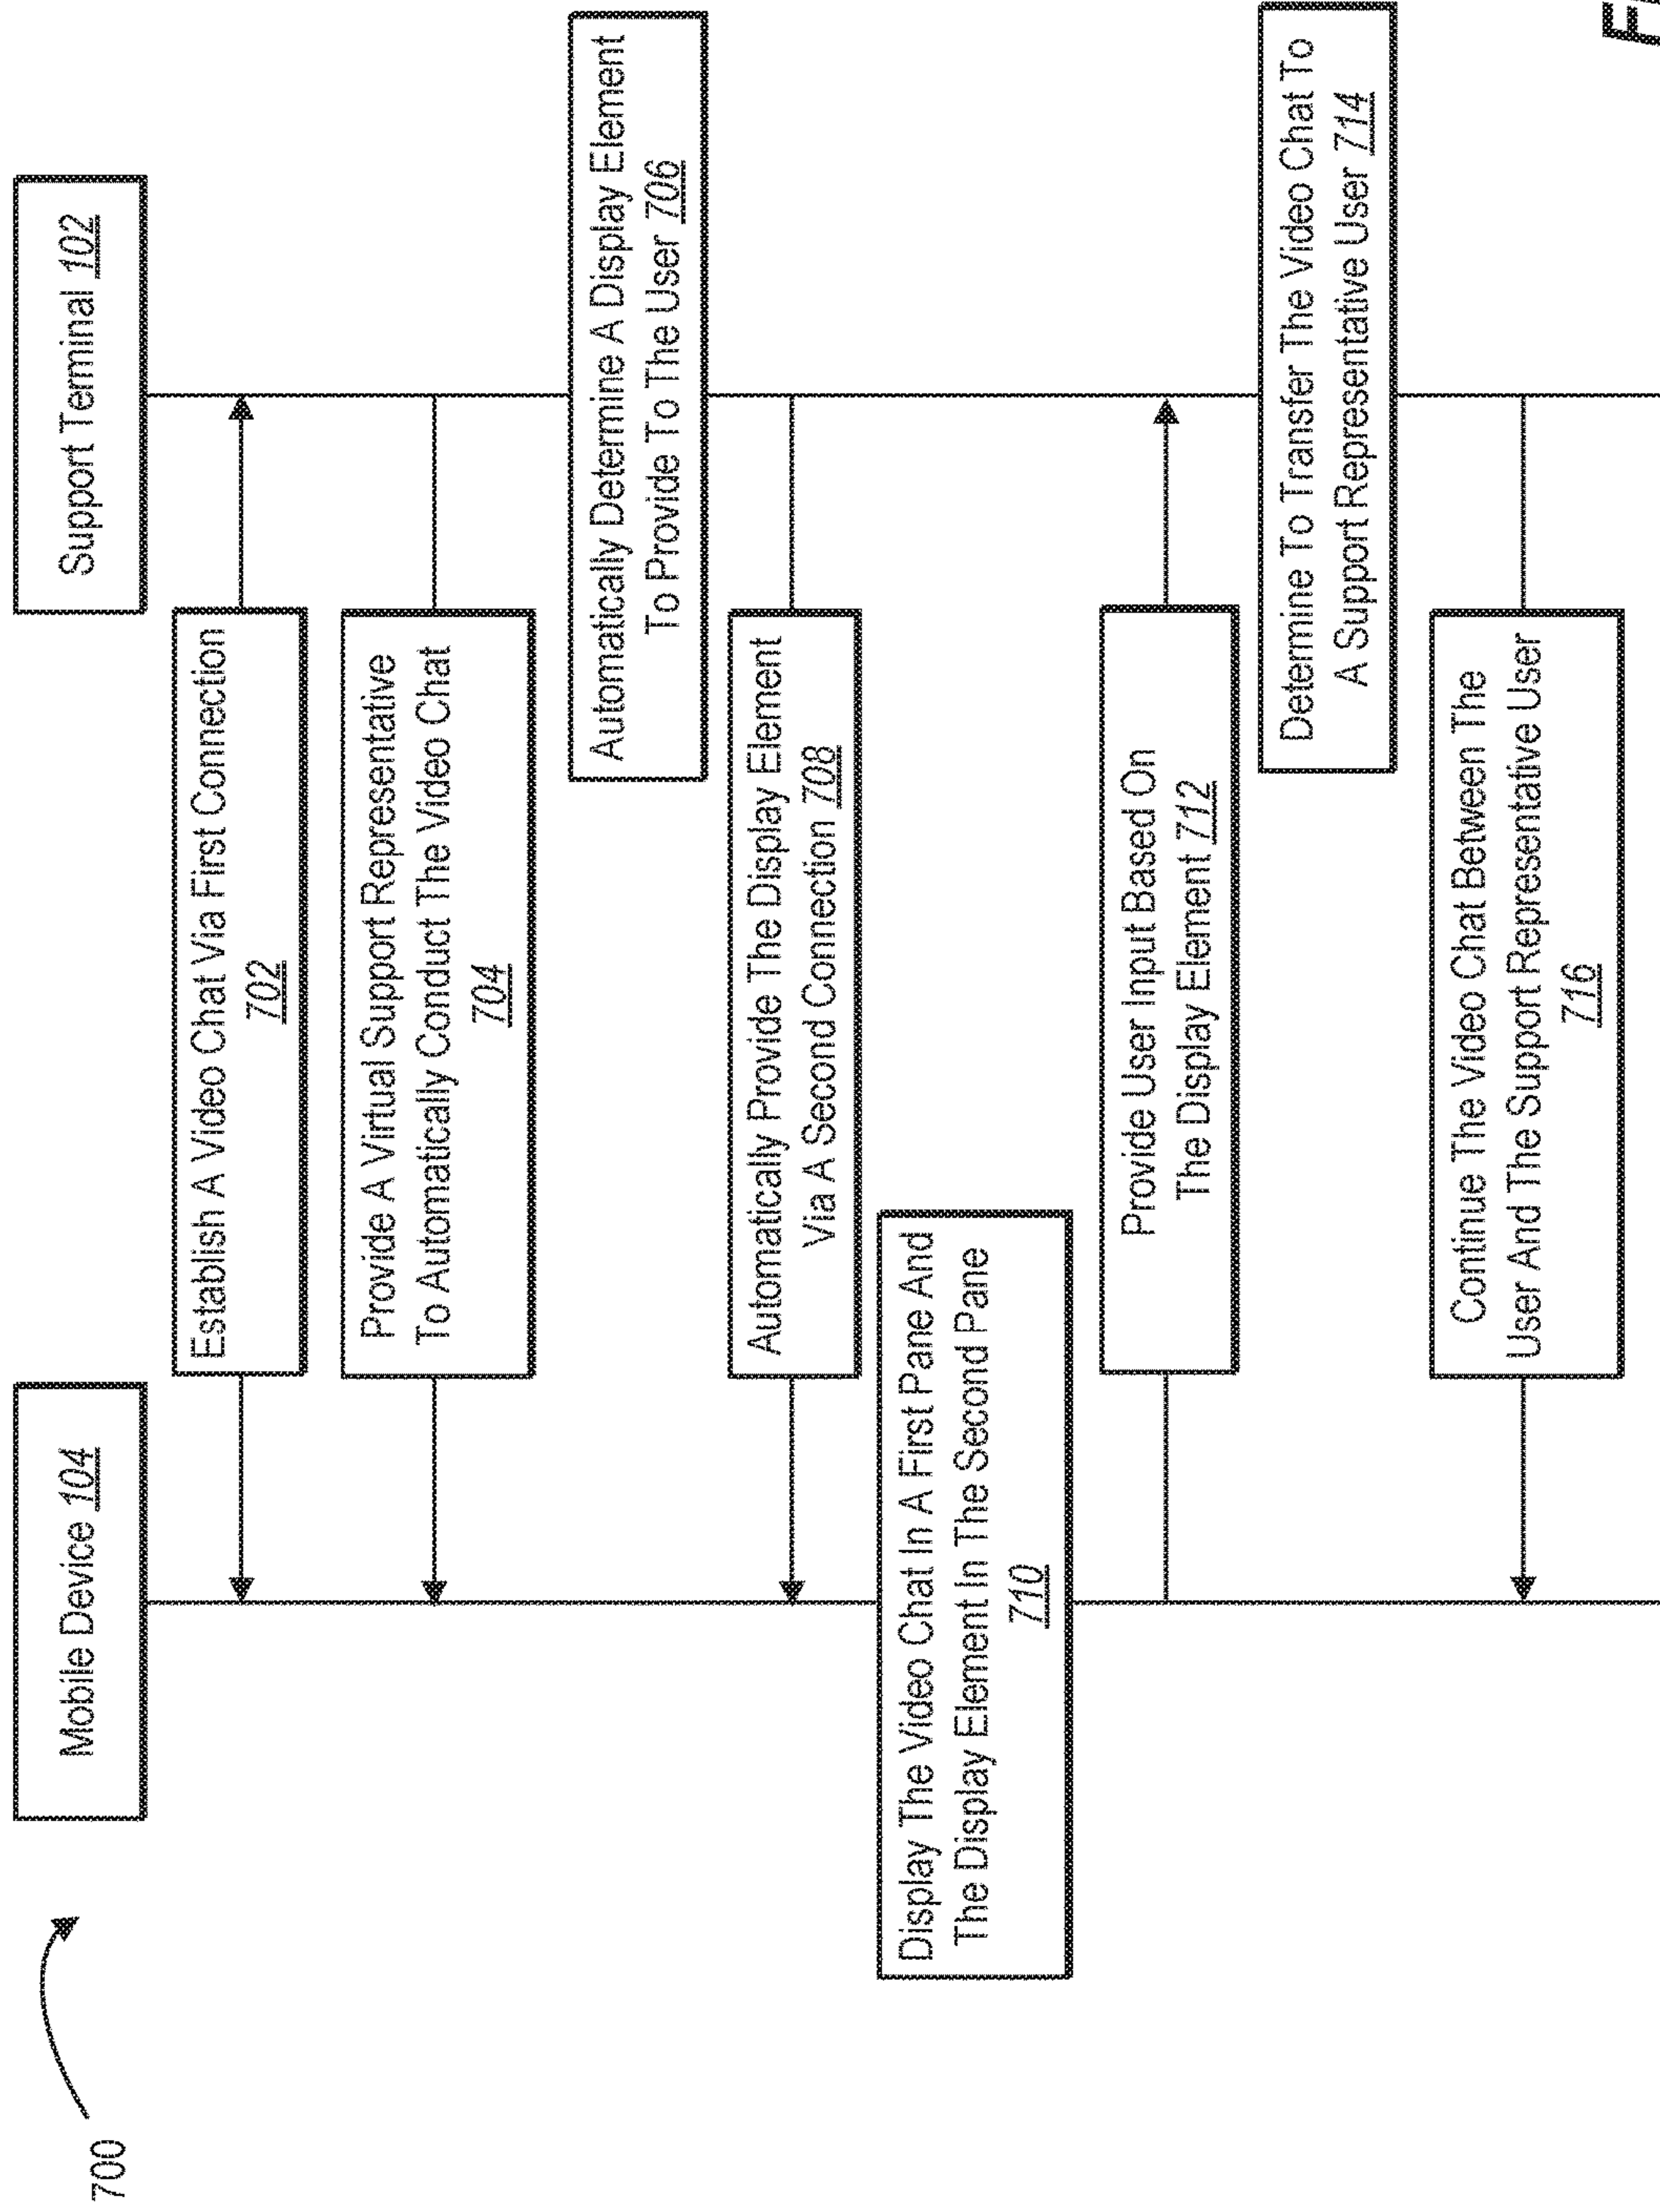 700
Mobile Device 104
Support Terminal 102
Establish A Video Chat Via First Connection
702
Provide A Virtual Support Representative
To Automatically Conduct The Video Chat
704
Automatically Determine A Display Element
To Provide To The User 706
Automatically Provide The Display Element
Via A Second Connection 708
Display The Video Chat In A First Pane And
The Display Element In The Second Pane
710
Provide User Input Based On
The Display Element 712
Determine To Transfer The Video Chat To
A Support Representative User 714
Continue The Video Chat Between The
User And The Support Representative User
716